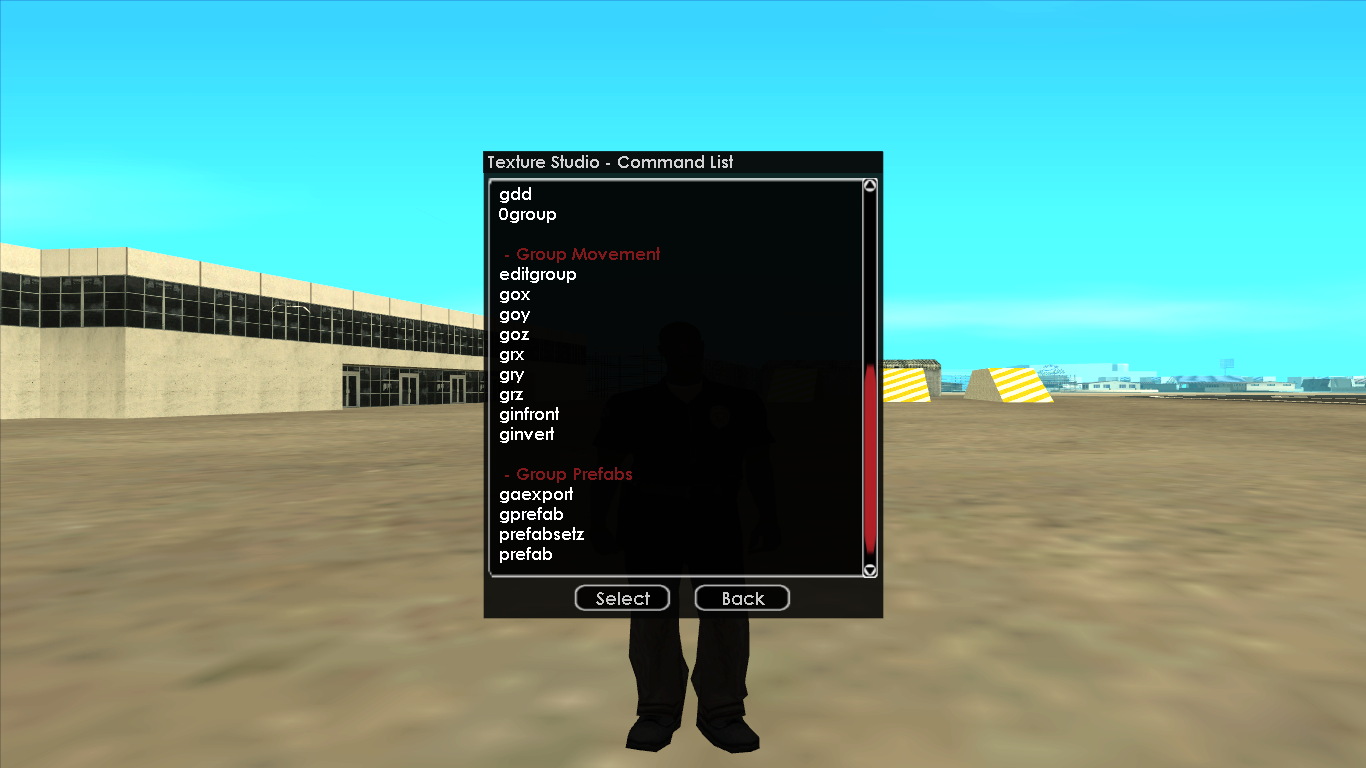 Texture Studio - Command List
gdd
0group
- Group Movement
editgroup
gox
goy
goz
grx
gry
grz
ginfront
ginvert
- Group Prefabs
gaexport
gprefab
prefabsetz
prefab
Select Back